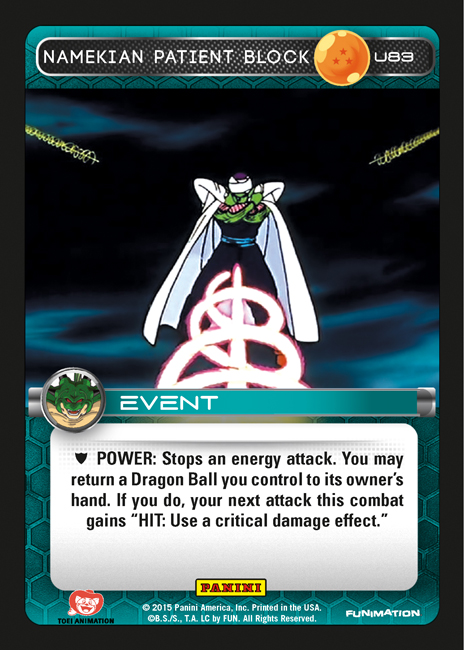 NAMEKIAN PATIENT BLOCK U83
EVENT
POWER: Stops an energy attack. You may
return a Dragon Ball you control to its owner's
hand. If you do, your next attack this combat
gains “HIT: Use a critical damage effect.”
PANINI
© 2015 Panini America, Inc. Printed in the USA.
©B.S./S., T.A. LC by FUN. All Rights Reserved.
TOEI ANIMATION
FUNIMATION